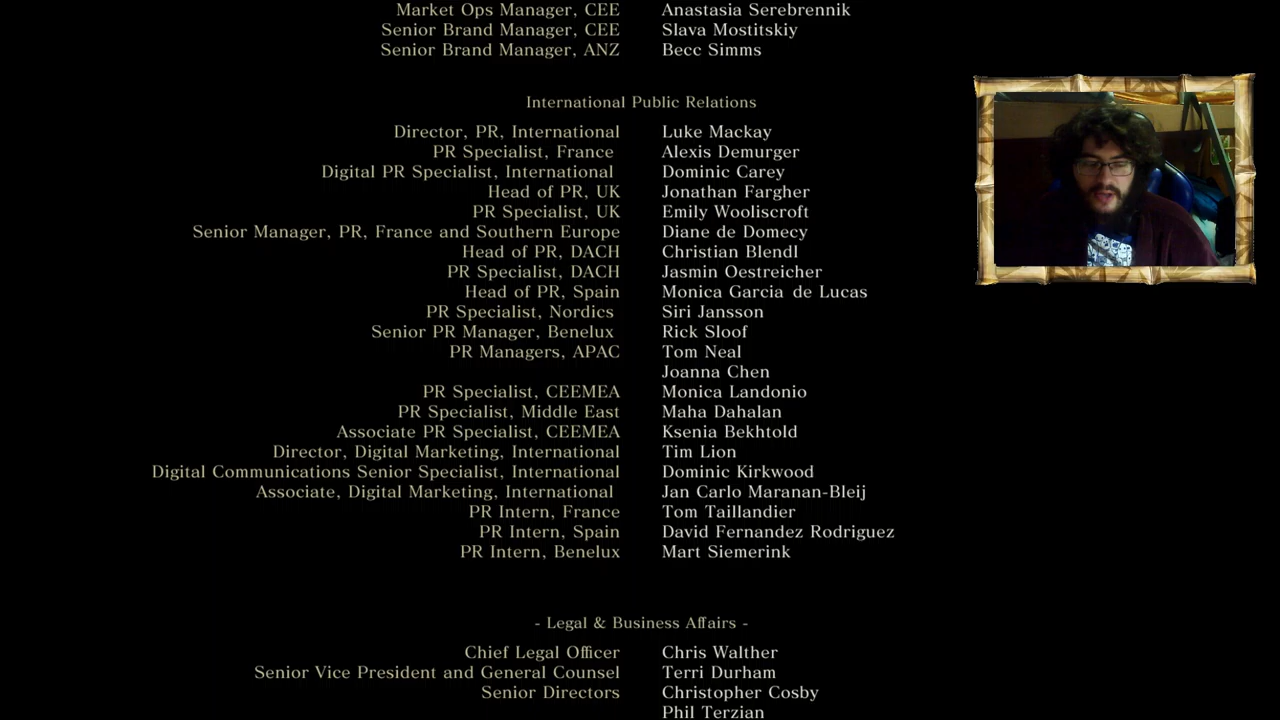 Market Ops Manager, CEE Anastasia Serebrennik
Senior Brand Manager, CEE Slava Mostitskiy
Senior Brand Manager, ANZ Becc Simms
International Public Relations
Director, PR, International Luke Mackay
PR Specialist, France Alexis Demurger
Digital PR Specialist, International Dominic Carey
Head of PR, UK Jonathan Fargher
PR Specialist, UK Emily Wooliscroft
Senior Manager, PR, France and Southern Europe Diane de Domecy
Head of PR, DACH Christian Blendl
PR Specialist, DACH Jasmin Oestreicher
Head of PR, Spain Monica Garcia de Lucas
PR Specialist, Nordics Siri Jansson
Senior PR Manager, Benelux Rick Sloof
PR Managers, APAC Tom Neal
Joanna Chen
PR Specialist, CEEMEA Monica Landonio
PR Specialist, Middle East Maha Dahalan
Associate PR Specialist, CEEMEA Ksenia Bekhtold
Director, Digital Marketing, International Tim Lion
Digital Communications Senior Specialist, International Dominic Kirkwood
Associate, Digital Marketing, International Jan Carlo Maranan-Bleij
PR Intern, France Tom Taillandier
PR Intern, Spain David Fernandez Rodriguez
PR Intern, Benelux Mart Siemerink
- Legal & Business Affairs -
Chief Legal Officer Chris Walther
Senior Vice President and General Counsel Terri Durham
Senior Directors Christopher Cosby
Phil Terzian